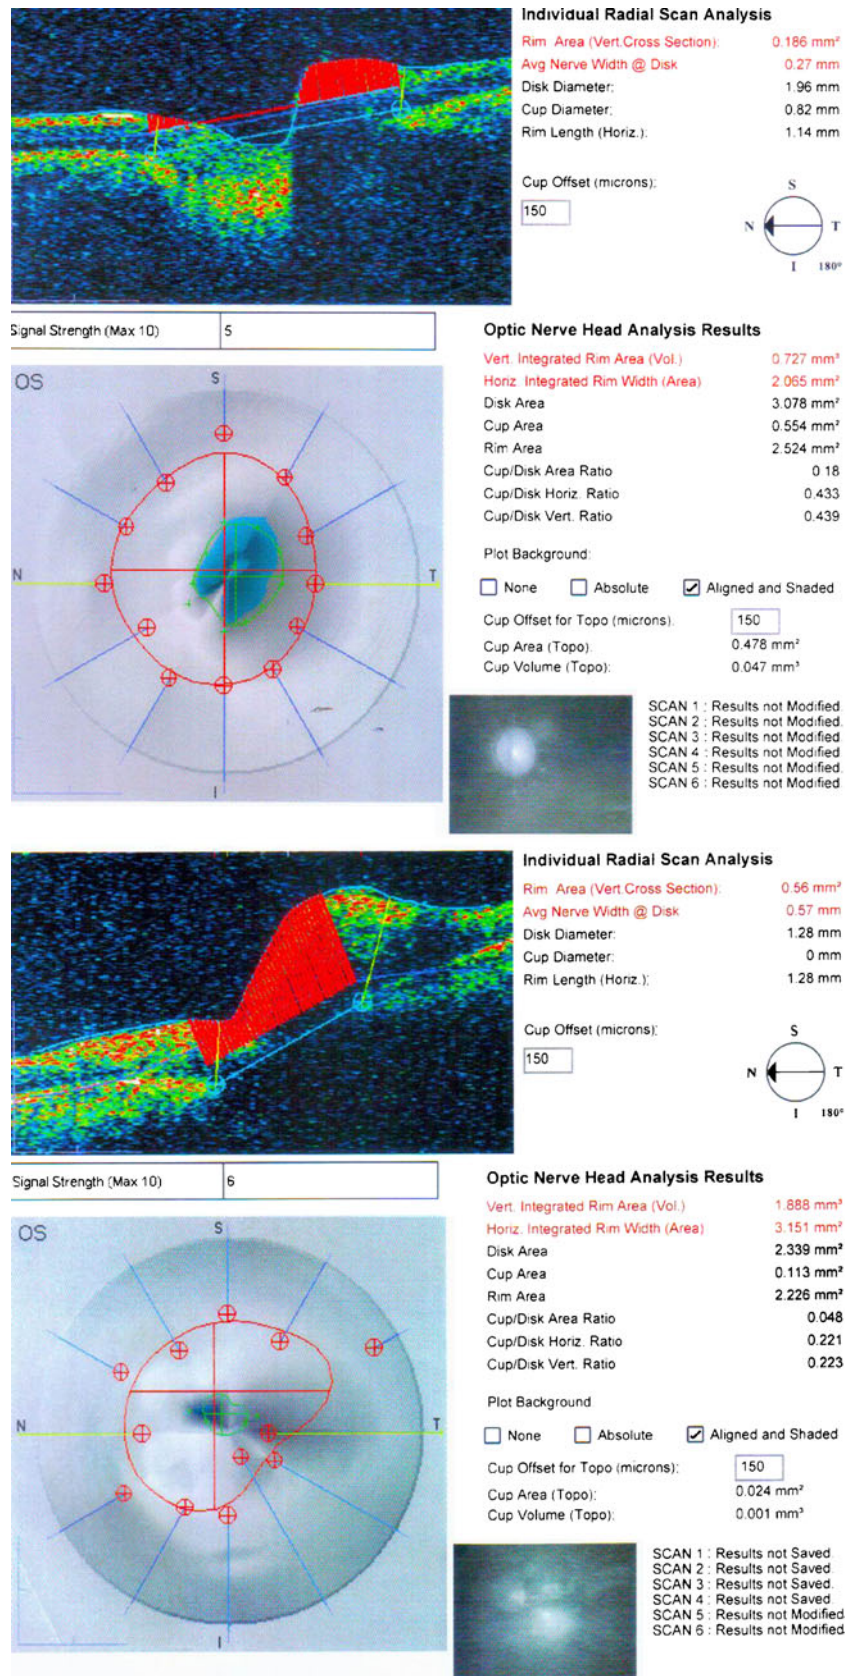 Individual Radial Scan Analysis
Rim Area (Vert.Cross Section): 0.186 mm²
Avg Nerve Width @ Disk 0.27 mm
Disk Diameter: 1.96 mm
Cup Diameter: 0.82 mm
Rim Length (Horiz.): 1.14 mm
Cup Offset (microns):
150
S
N T
I 180°
Signal Strength (Max 10) 5
Optic Nerve Head Analysis Results
Vert. Integrated Rim Area (Vol.) 0.727 mm³
Horiz. Integrated Rim Width (Area) 2.065 mm²
Disk Area 3.078 mm²
Cup Area 0.554 mm²
Rim Area 2.524 mm²
Cup/Disk Area Ratio 0 18
Cup/Disk Horiz. Ratio 0.433
Cup/Disk Vert. Ratio 0.439
Plot Background:
None Absolute Aligned and Shaded
Cup Offset for Topo (microns). 150
Cup Area (Topo). 0.478 mm²
Cup Volume (Topo): 0.047 mm³
OS
S
N T
I
SCAN 1 : Results not Modified.
SCAN 2 : Results not Modified.
SCAN 3 : Results not Modified.
SCAN 4 : Results not Modified.
SCAN 5 : Results not Modified.
SCAN 6 : Results not Modified.
Individual Radial Scan Analysis
Rim Area (Vert.Cross Section): 0.56 mm²
Avg Nerve Width @ Disk 0.57 mm
Disk Diameter: 1.28 mm
Cup Diameter: 0 mm
Rim Length (Horiz.): 1.28 mm
Cup Offset (microns):
150
S
N T
I 180°
Signal Strength (Max 10) 6
Optic Nerve Head Analysis Results
Vert. Integrated Rim Area (Vol.) 1.888 mm³
Horiz. Integrated Rim Width (Area) 3.151 mm²
Disk Area 2.339 mm²
Cup Area 0.113 mm²
Rim Area 2.226 mm²
Cup/Disk Area Ratio 0.048
Cup/Disk Horiz. Ratio 0.221
Cup/Disk Vert. Ratio 0.223
Plot Background
None Absolute Aligned and Shaded
Cup Offset for Topo (microns): 150
Cup Area (Topo): 0.024 mm²
Cup Volume (Topo): 0.001 mm³
OS
S
N T
I
SCAN 1 : Results not Saved.
SCAN 2 : Results not Saved.
SCAN 3 : Results not Saved.
SCAN 4 : Results not Saved.
SCAN 5 : Results not Modified
SCAN 6 : Results not Modified